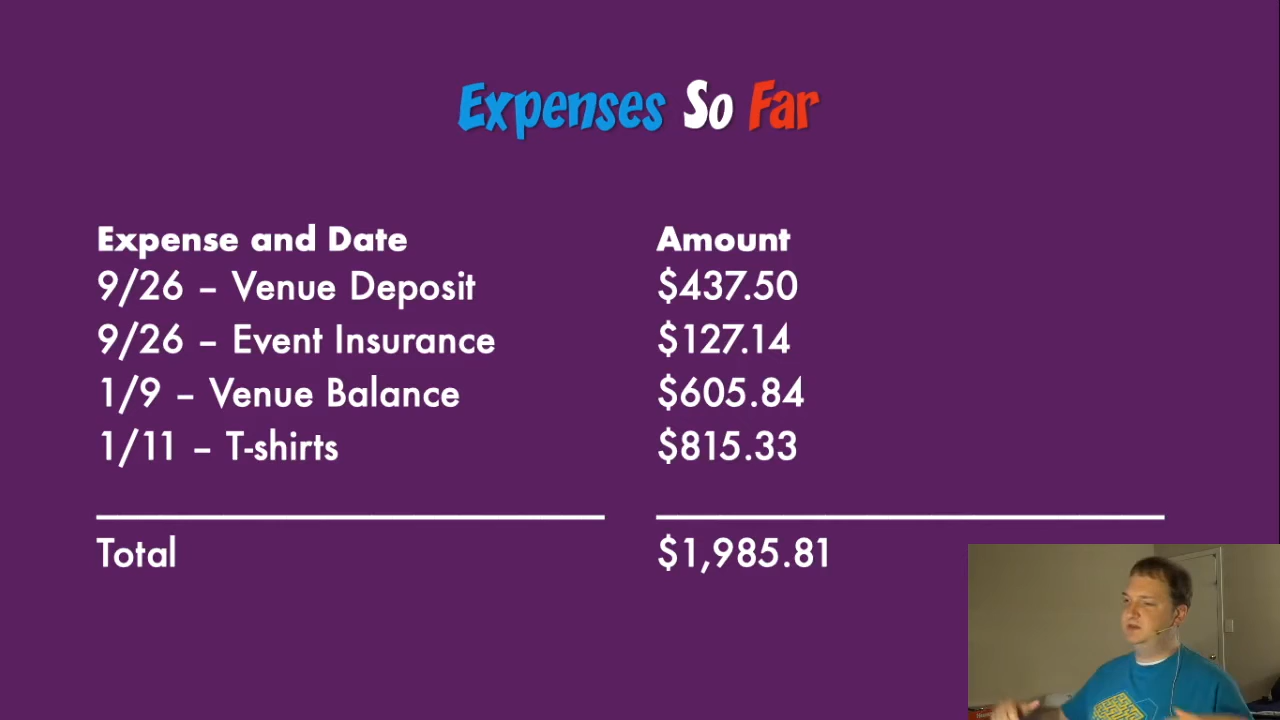 Expenses So Far
Expense and Date Amount
9/26 – Venue Deposit $437.50
9/26 – Event Insurance $127.14
1/9 – Venue Balance $605.84
1/11 – T-shirts $815.33
Total $1,985.81